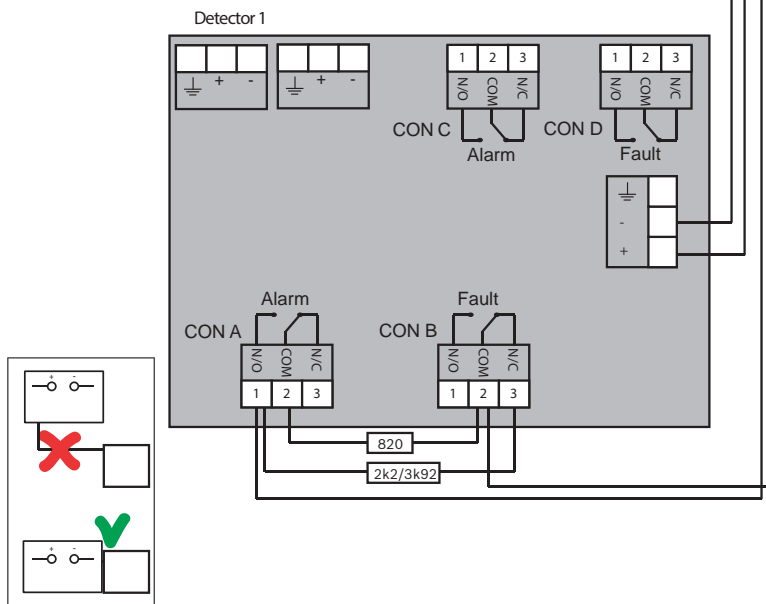 Detector 1
+ -
+ -
1 2 3
N/O COM N/C
CON C
Alarm
1 2 3
N/O COM N/C
CON D
Fault
-
+
Alarm
CON A
N/O COM N/C
1 2 3
Fault
CON B
N/O COM N/C
1 2 3
820
2k2/3k92
+ -
+ -